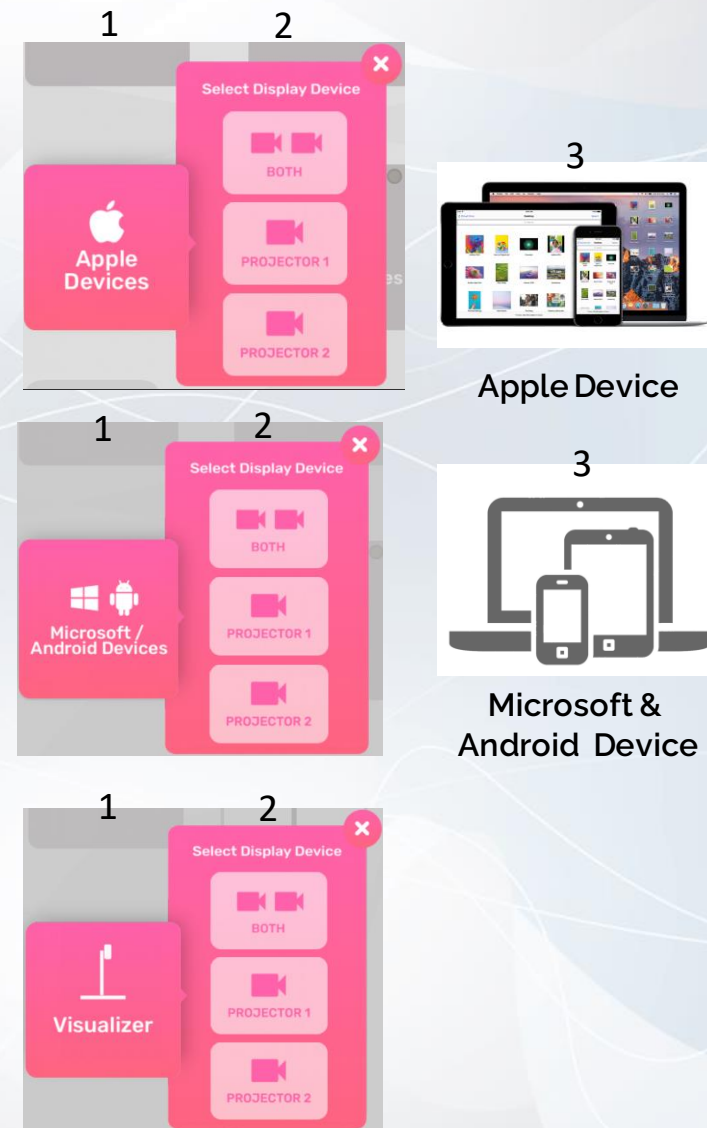 1
2
Select Display Device
BOTH
Apple
Devices
PROJECTOR 1
PROJECTOR 2
3
Apple Device
1
2
Select Display Device
BOTH
Microsoft /
Android Devices
PROJECTOR 1
PROJECTOR 2
3
Microsoft &
Android Device
1
2
Select Display Device
BOTH
Visualizer
PROJECTOR 1
PROJECTOR 2